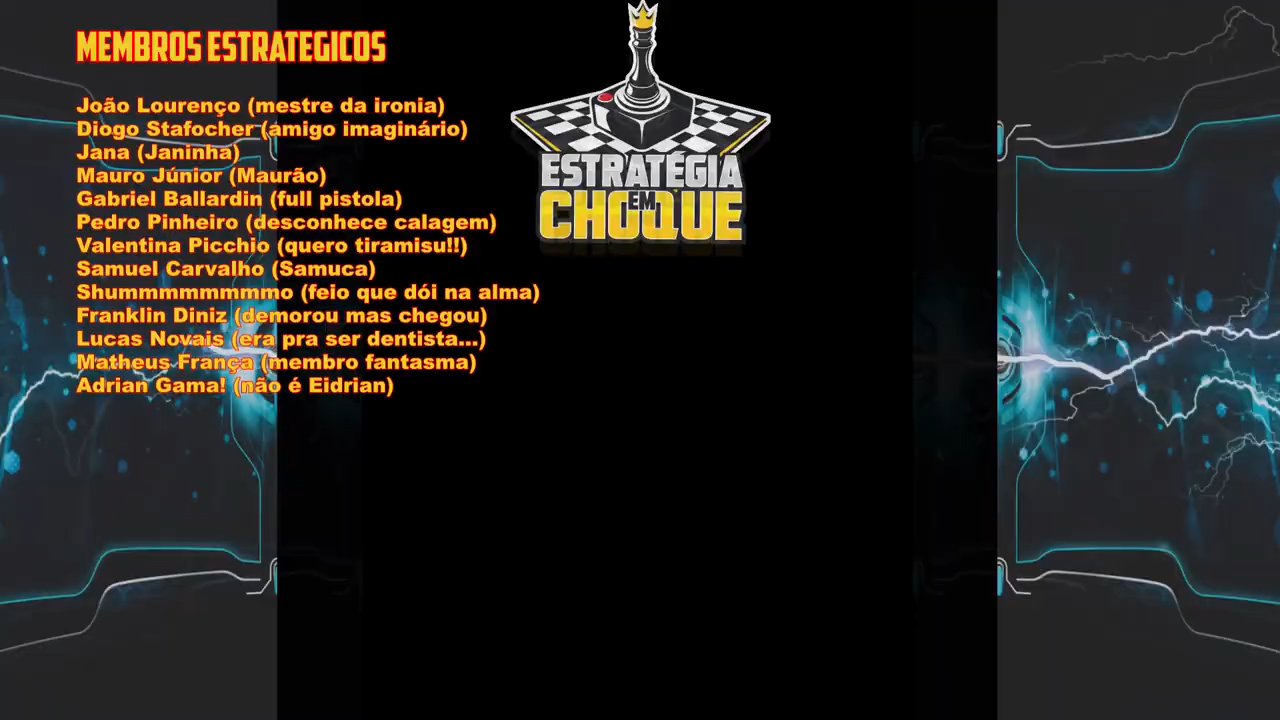 MEMBROS ESTRATEGICOS
João Lourenço (mestre da ironia)
Diogo Stafocher (amigo imaginário)
Jana (Janinha)
Mauro Júnior (Maurão)
Gabriel Ballardin (full pistola)
Pedro Pinheiro (desconhece calagem)
Valentina Picchio (quero tiramisu!!)
Samuel Carvalho (Samuca)
Shummmmmmmmo (feio que dói na alma)
Franklin Diniz (demorou mas chegou)
Lucas Novais (era pra ser dentista...)
Matheus França (membro fantasma)
Adrian Gama! (não é Eidrian)
ESTRATÉGIA
EM
CHOQUE